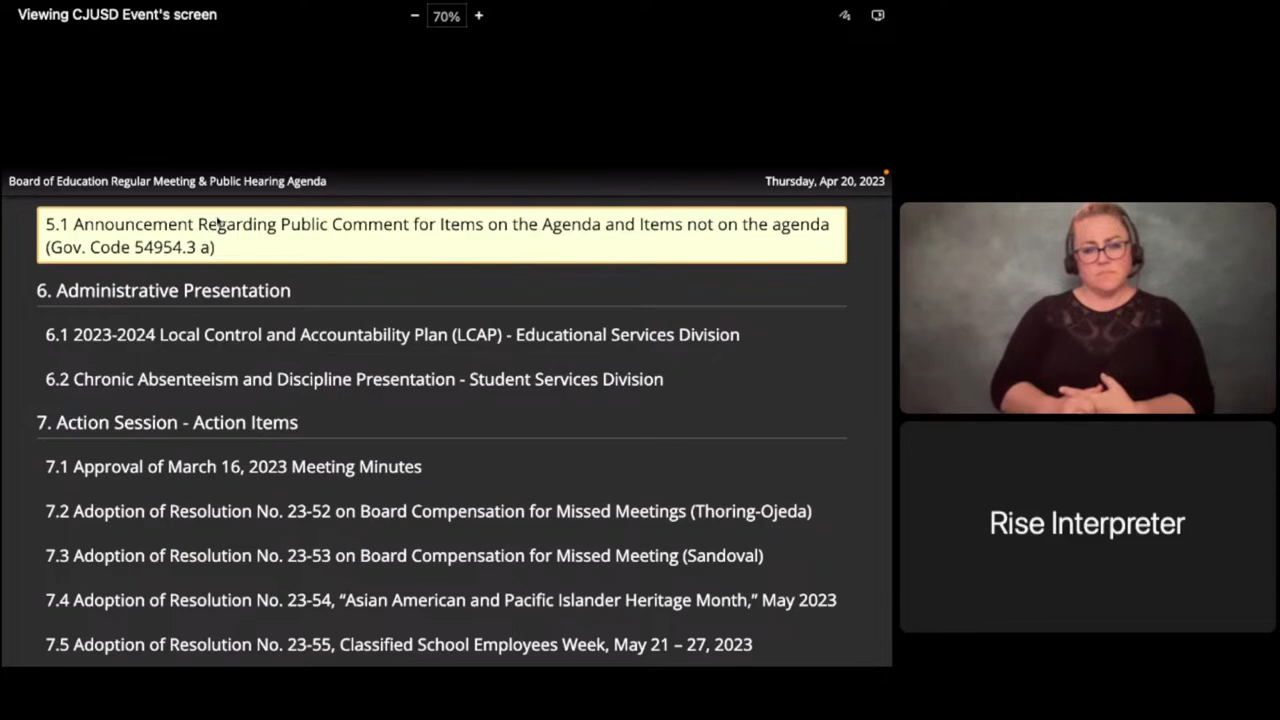 Viewing CJUSD Event's screen
− 70% +
Board of Education Regular Meeting & Public Hearing Agenda
Thursday, Apr 20, 2023
5.1 Announcement Regarding Public Comment for Items on the Agenda and Items not on the agenda
(Gov. Code 54954.3 a)
6. Administrative Presentation
6.1 2023-2024 Local Control and Accountability Plan (LCAP) - Educational Services Division
6.2 Chronic Absenteeism and Discipline Presentation - Student Services Division
7. Action Session - Action Items
7.1 Approval of March 16, 2023 Meeting Minutes
7.2 Adoption of Resolution No. 23-52 on Board Compensation for Missed Meetings (Thoring-Ojeda)
7.3 Adoption of Resolution No. 23-53 on Board Compensation for Missed Meeting (Sandoval)
7.4 Adoption of Resolution No. 23-54, “Asian American and Pacific Islander Heritage Month,” May 2023
7.5 Adoption of Resolution No. 23-55, Classified School Employees Week, May 21 – 27, 2023
Rise Interpreter